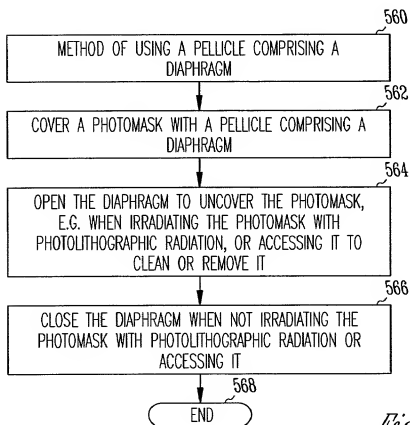 560
METHOD OF USING A PELLICLE COMPRISING A
DIAPHRAGM
562
COVER A PHOTOMASK WITH A PELLICLE COMPRISING A
DIAPHRAGM
564
OPEN THE DIAPHRAGM TO UNCOVER THE PHOTOMASK,
E.G. WHEN IRRADIATING THE PHOTOMASK WITH
PHOTOLITHOGRAPHIC RADIATION, OR ACCESSING IT TO
CLEAN OR REMOVE IT
566
CLOSE THE DIAPHRAGM WHEN NOT IRRADIATING THE
PHOTOMASK WITH PHOTOLITHOGRAPHIC RADIATION OR
ACCESSING IT
568
END
Fig